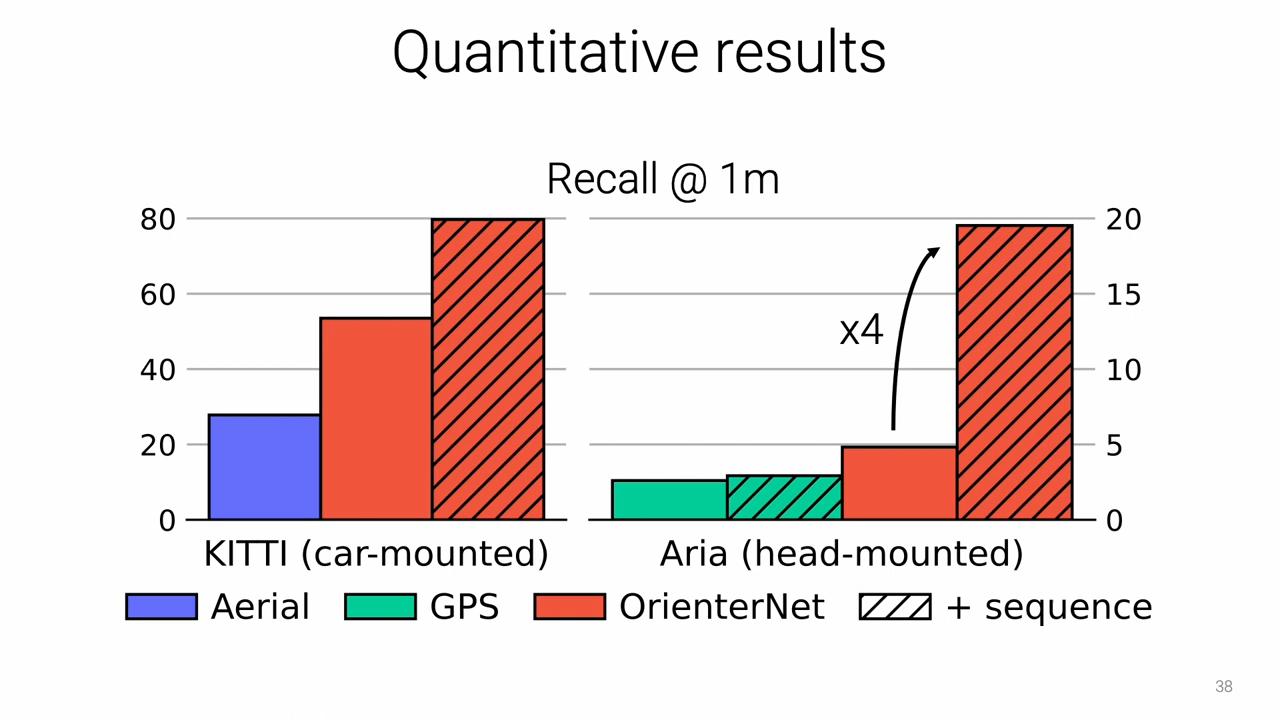 Quantitative results
Recall @ 1m
80
60
40
20
0
x4
20
15
10
5
0
KITTI (car-mounted)
Aria (head-mounted)
Aerial
GPS
OrienterNet
+ sequence
38